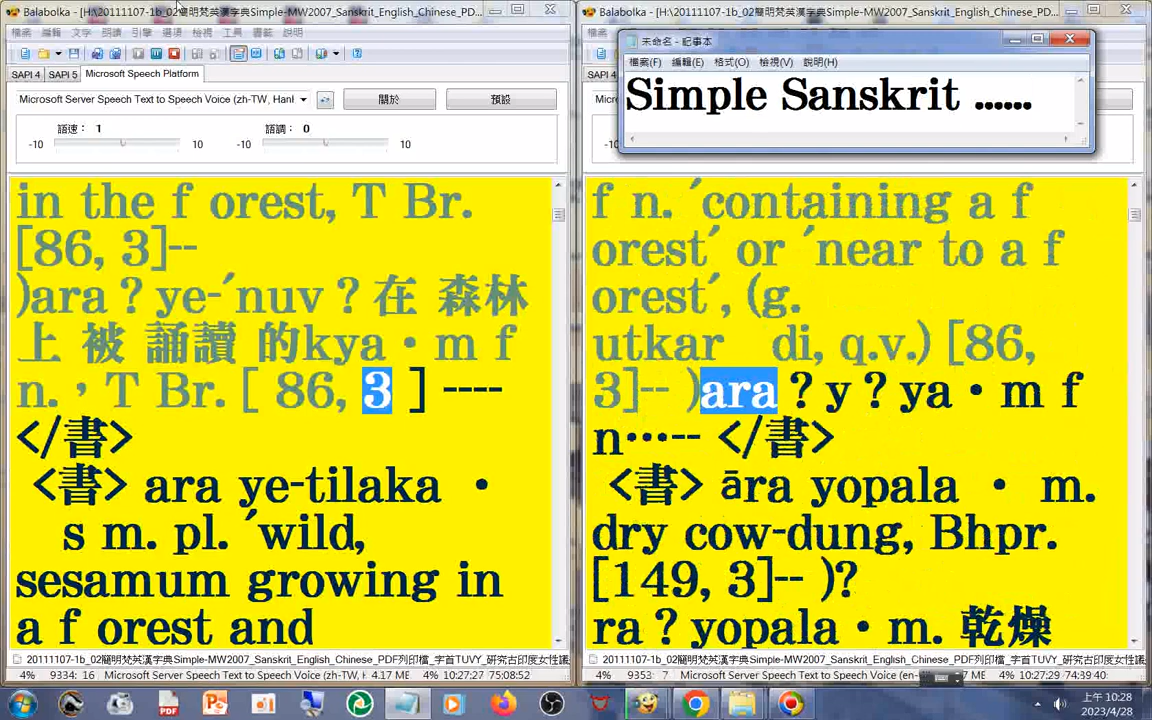 Balabolka - [H:\20111107-1b_02簡明梵英漢字典Simple-MW2007_Sanskrit_English_Chinese_PD...
檔案 編輯 文字 朗讀 引擎 選項 檢視 工具 書籤 說明
SAPI 4 SAPI 5 Microsoft Speech Platform
Microsoft Server Speech Text to Speech Voice (zh-TW, Hanl
關於 預設
語速： 1 語調： 0
-10 10 -10 10
in the f orest, T Br.
[86, 3]--
)ara？ye-´nuv？在 森林
上 被 誦讀 的kya・m f
n.，T Br. [ 86, 3 ] ----
</書>
<書> ara ye-tilaka ・
s m. pl. ´wild,
sesamum growing in
a f orest and
20111107-1b_02簡明梵英漢字典Simple-MW2007_Sanskrit_English_Chinese_PDF列印檔_字首TUVY_研究古印度女性議
4% 9334: 16 Microsoft Server Speech Text to Speech Voice (zh-TW, H 4.17 ME 10:27:27 75:08:52
Balabolka - [H:\20111107-1b_02簡明梵英漢字典Simple-MW2007_Sanskrit_English_Chinese_PDF...
檔案
SAPI 4
Micr
-10
未命名 - 記事本
檔案(F) 編輯(E) 格式(O) 檢視(V) 說明(H)
Simple Sanskrit ......
f n. ´containing a f
orest´ or ´near to a f
orest´, (g.
utkar di, q.v.) [86,
3]-- )ara？y？ya・m f
n…-- </書>
<書> āra yopala ・ m.
dry cow-dung, Bhpr.
[149, 3]-- )?
ra？yopala・m. 乾燥
20111107-1b_02簡明梵英漢字典Simple-MW2007_Sanskrit_English_Chinese_PDF列印檔_字首TUVY_研究古印度女性議
4% 9353: 7 Microsoft Server Speech Text to Speech Voice (en- 10:27:29 74:39:40
上午 10:28
2023/4/28